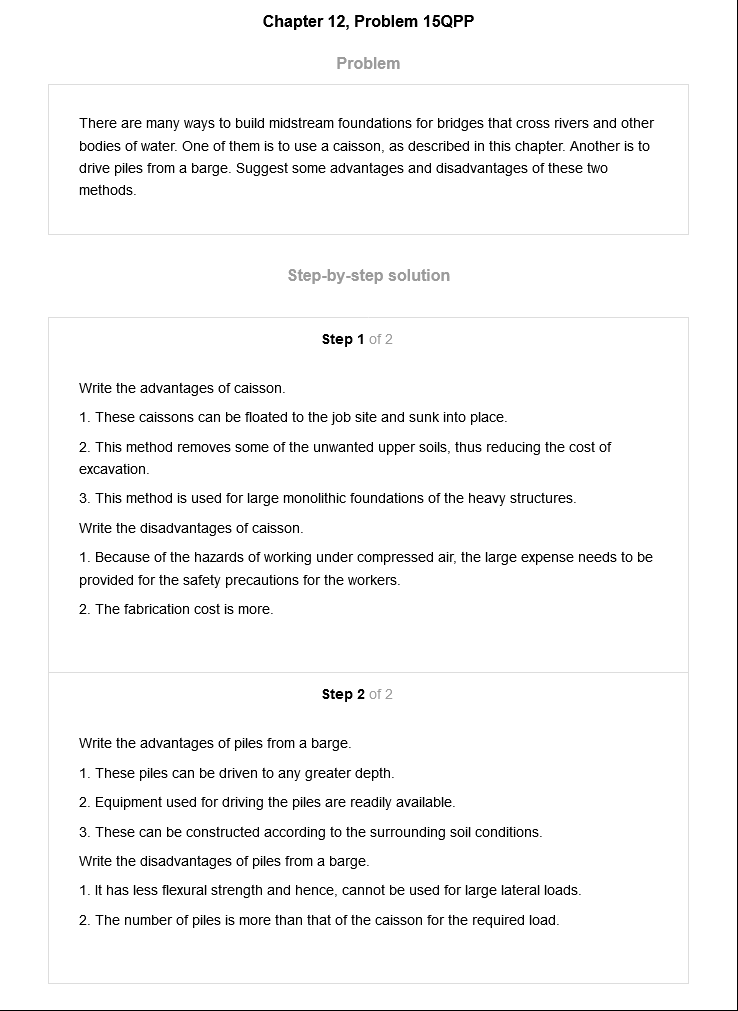 Chapter 12, Problem 15QPP
Problem
There are many ways to build midstream foundations for bridges that cross rivers and other
bodies of water. One of them is to use a caisson, as described in this chapter. Another is to
drive piles from a barge. Suggest some advantages and disadvantages of these two
methods.
Step-by-step solution
Step 1 of 2
Write the advantages of caisson.
1. These caissons can be floated to the job site and sunk into place.
2. This method removes some of the unwanted upper soils, thus reducing the cost of
excavation.
3. This method is used for large monolithic foundations of the heavy structures.
Write the disadvantages of caisson.
1. Because of the hazards of working under compressed air, the large expense needs to be
provided for the safety precautions for the workers.
2. The fabrication cost is more.
Step 2 of 2
Write the advantages of piles from a barge.
1. These piles can be driven to any greater depth.
2. Equipment used for driving the piles are readily available.
3. These can be constructed according to the surrounding soil conditions.
Write the disadvantages of piles from a barge.
1. It has less flexural strength and hence, cannot be used for large lateral loads.
2. The number of piles is more than that of the caisson for the required load.